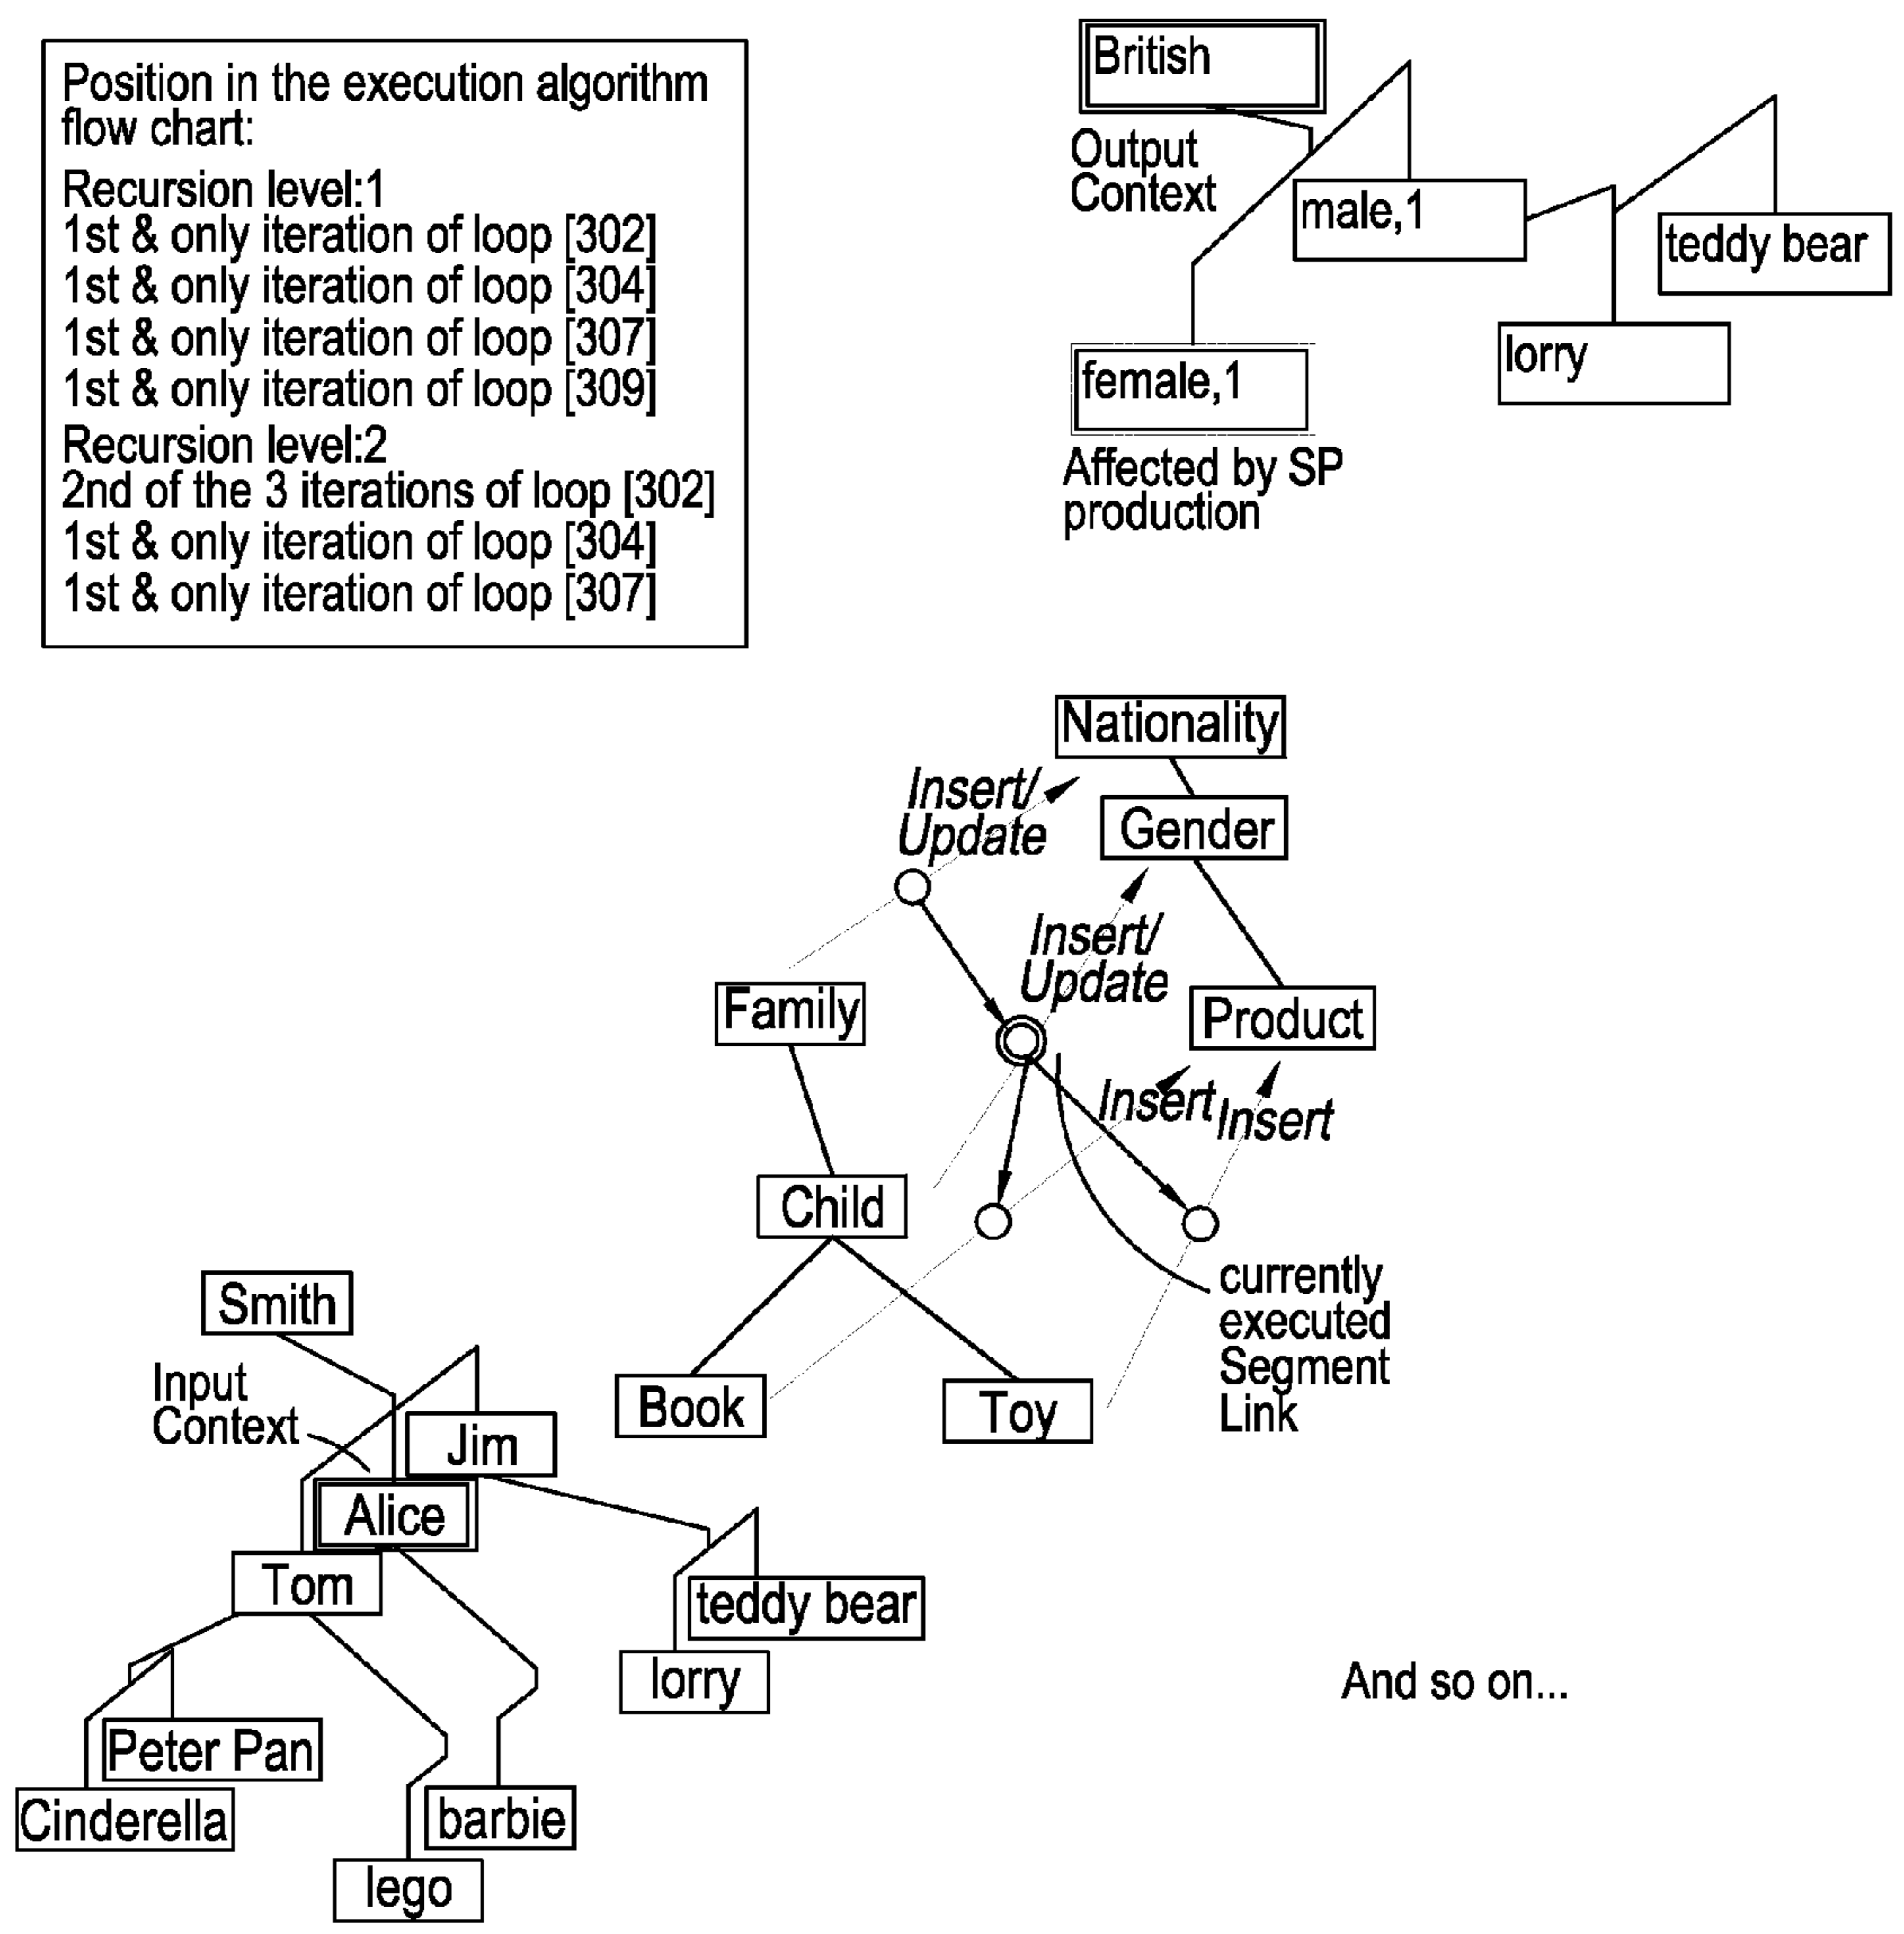 Position in the execution algorithm
flow chart:
Recursion level:1
1st & only iteration of loop [302]
1st & only iteration of loop [304]
1st & only iteration of loop [307]
1st & only iteration of loop [309]
Recursion level:2
2nd of the 3 iterations of loop [302]
1st & only iteration of loop [304]
1st & only iteration of loop [307]
British
Output
Context
male,1
teddy bear
lorry
female,1
Affected by SP
production
Nationality
Insert/
Update
Gender
Insert/
Update
Family
Product
Insert
Insert
Child
currently
executed
Segment
Link
Book
Toy
Smith
Input
Context
Jim
Alice
Tom
teddy bear
lorry
Peter Pan
Cinderella
barbie
lego
And so on...